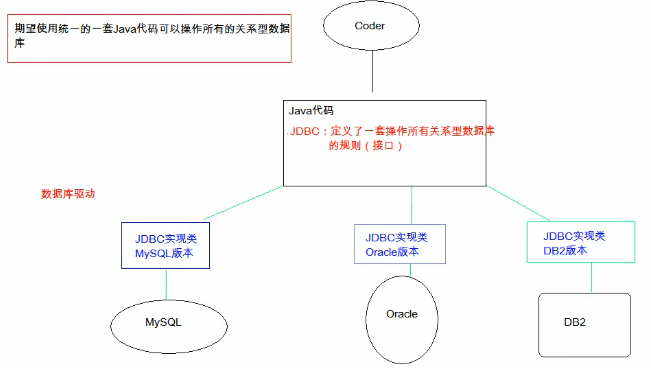 期望使用统一的一套Java代码可以操作所有的关系型数据
库
Coder
Java代码
JDBC：定义了一套操作所有关系型数据库
的规则（接口）
数据库驱动
JDBC实现类
MySQL版本
JDBC实现类
Oracle版本
JDBC实现类
DB2版本
MySQL
Oracle
DB2